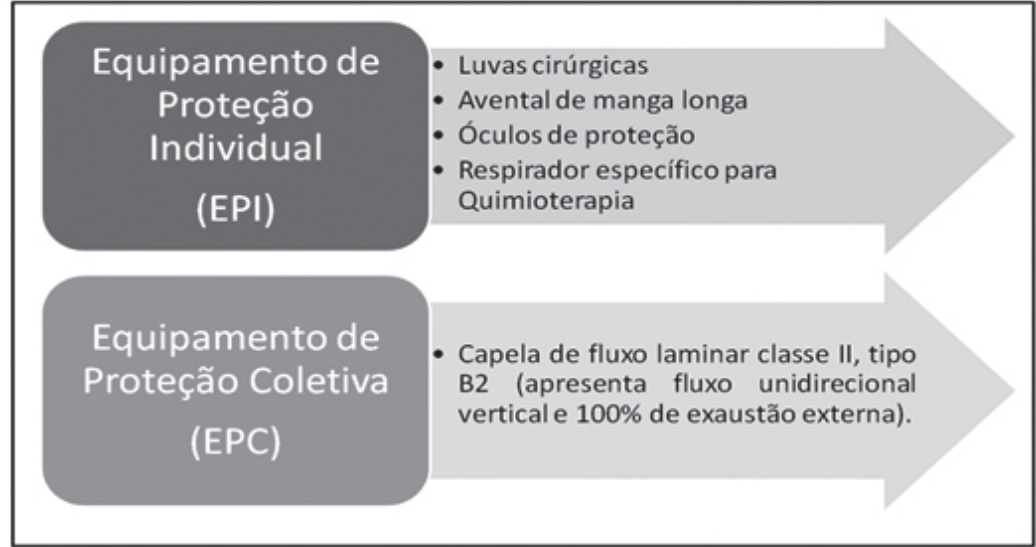 Equipamento de
Proteção
Individual
(EPI)
• Luvas cirúrgicas
• Avental de manga longa
• Óculos de proteção
• Respirador específico para
Quimioterapia
Equipamento de
Proteção Coletiva
(EPC)
• Capela de fluxo laminar classe II, tipo
B2 (apresenta fluxo unidirecional
vertical e 100% de exaustão externa).